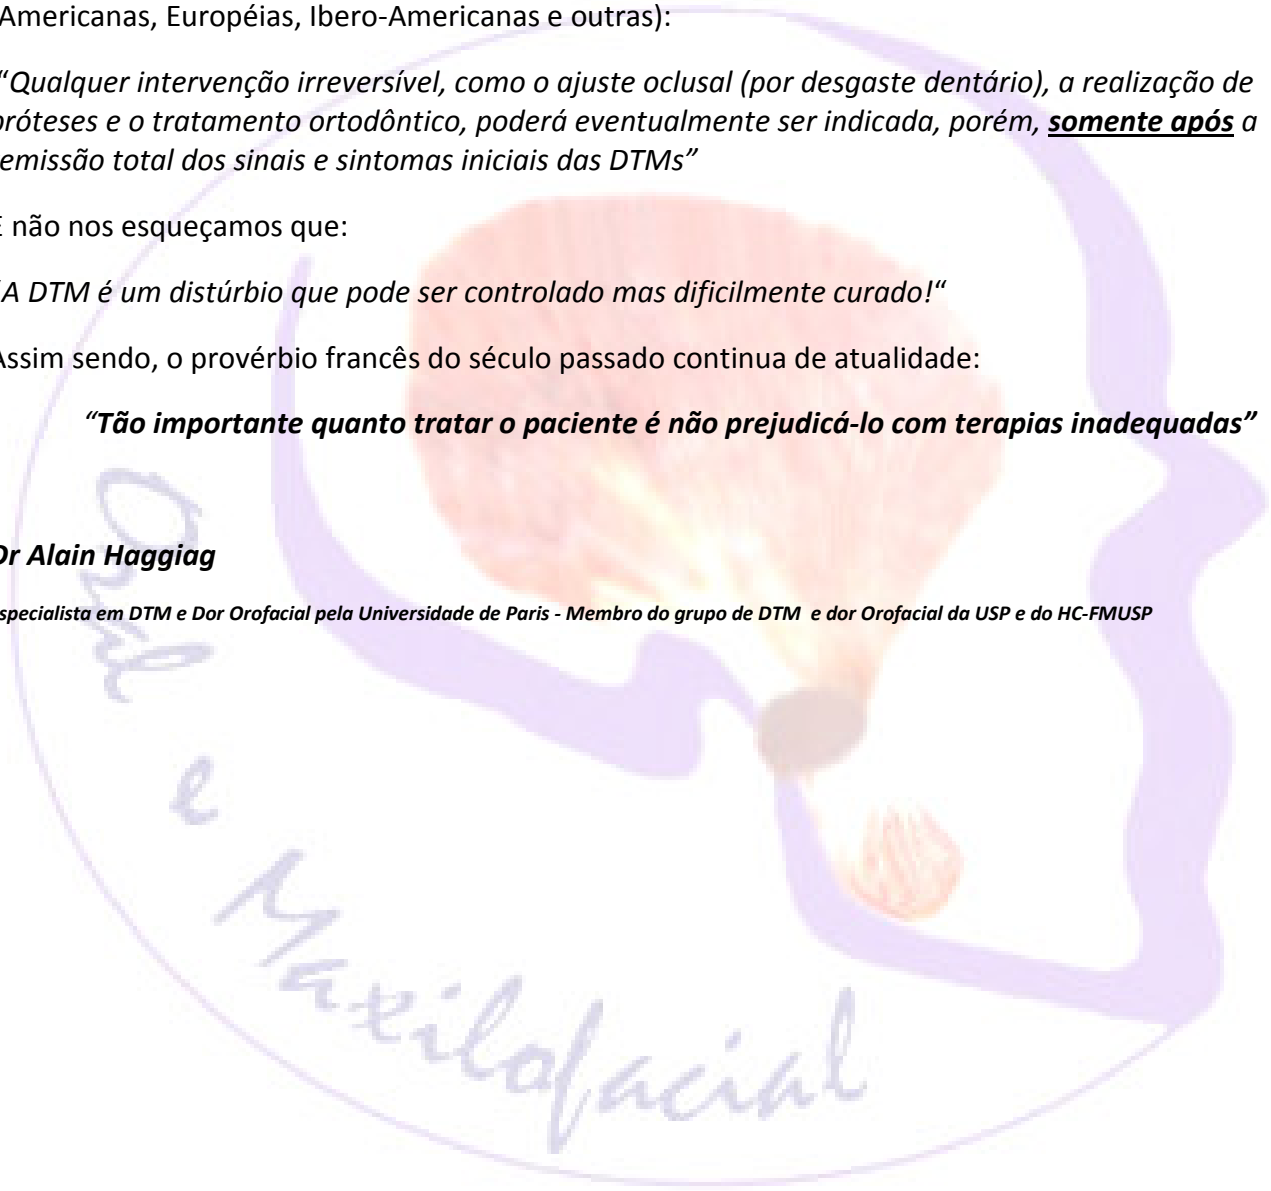 Americanas, Européias, Ibero-Americanas e outras):
“Qualquer intervenção irreversível, como o ajuste oclusal (por desgaste dentário), a realização de
próteses e o tratamento ortodôntico, poderá eventualmente ser indicada, porém, somente após a
emissão total dos sinais e sintomas iniciais das DTMs”
E não nos esqueçamos que:
“A DTM é um distúrbio que pode ser controlado mas dificilmente curado!“
Assim sendo, o provérbio francês do século passado continua de atualidade:
“Tão importante quanto tratar o paciente é não prejudicá-lo com terapias inadequadas”
Dr Alain Haggiag
specialista em DTM e Dor Orofacial pela Universidade de Paris - Membro do grupo de DTM e dor Orofacial da USP e do HC-FMUSP
e Maxilofacial